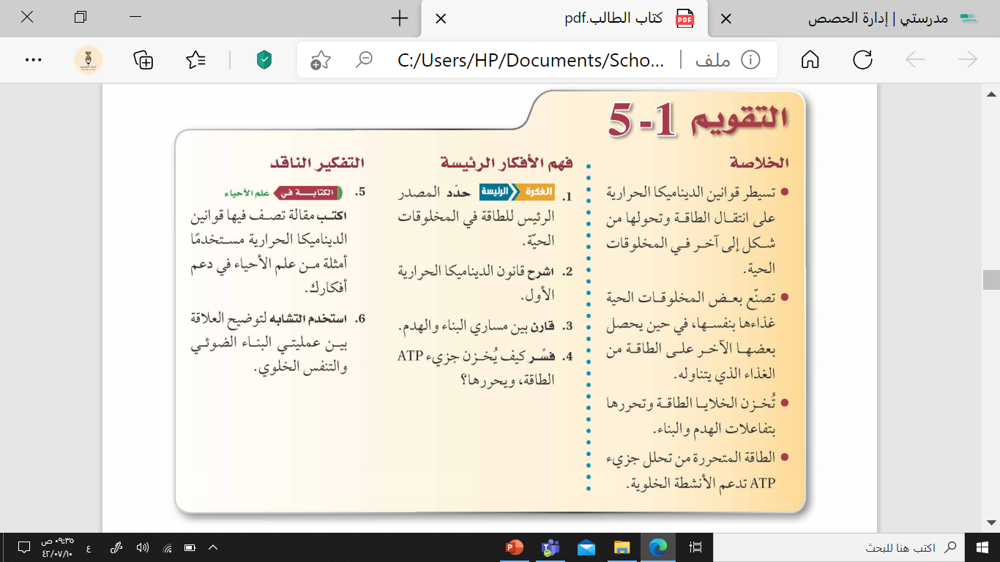 مدرستي | إدارة الحصص
كتاب الطالب.pdf
ملف
C:/Users/HP/Documents/Scho...
التقويم 1-5
الخلاصة
تسيطر قوانين الديناميكا الحرارية
على انتقال الطاقة وتحولها من
شكل إلى آخر في المخلوقات
الحية.
تصنّع بعض المخلوقات الحية
غذاءها بنفسها، في حين يحصل
بعضها الآخر على الطاقة من
الغذاء الذي يتناوله.
تُخزن الخلايا الطاقة وتحررها
بتفاعلات الهدم والبناء.
الطاقة المتحررة من تحلل جزيء
ATP تدعم الأنشطة الخلوية.
فهم الأفكار الرئيسة
1. الفكرة الرئيسة حدّد المصدر
الرئيس للطاقة في المخلوقات
الحيّة.
2. اشرح قانون الديناميكا الحرارية
الأول.
3. قارن بين مساري البناء والهدم.
4. فسِّر كيف يُخزن جزيء ATP
الطاقة، ويحررها؟
التفكير الناقد
5. الكتابة في علم الأحياء
اكتب مقالة تصف فيها قوانين
الديناميكا الحرارية مستخدمًا
أمثلة من علم الأحياء في دعم
أفكارك.
6. استخدم التشابه لتوضيح العلاقة
بين عمليتي البناء الضوئي
والتنفس الخلوي.
اكتب هنا للبحث
ع
٠٩:٣٥ ص
٤٢/٠٧/١٠